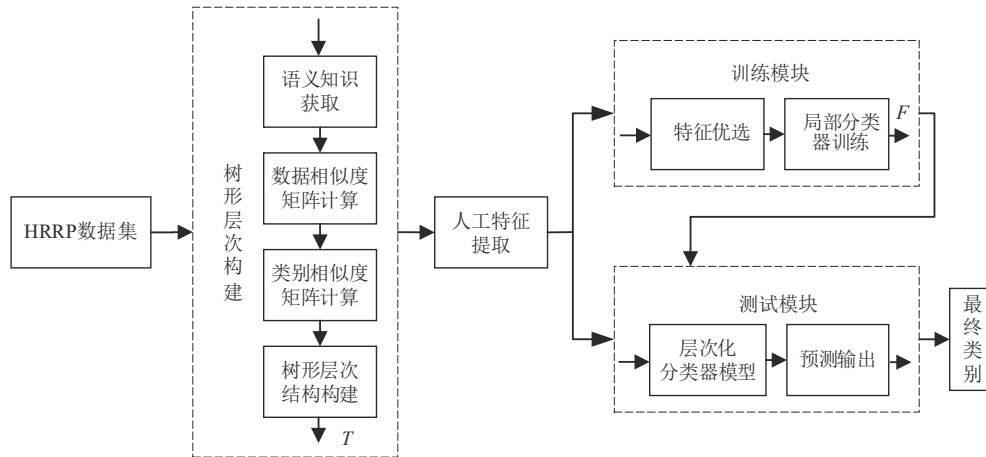 HRRP数据集
树形层次构建
语义知识
获取
数据相似度
矩阵计算
类别相似度
矩阵计算
树形层次
结构构建
T
人工特征
提取
训练模块
特征优选
局部分类
器训练
F
测试模块
层次化
分类器模型
预测输出
最终类别